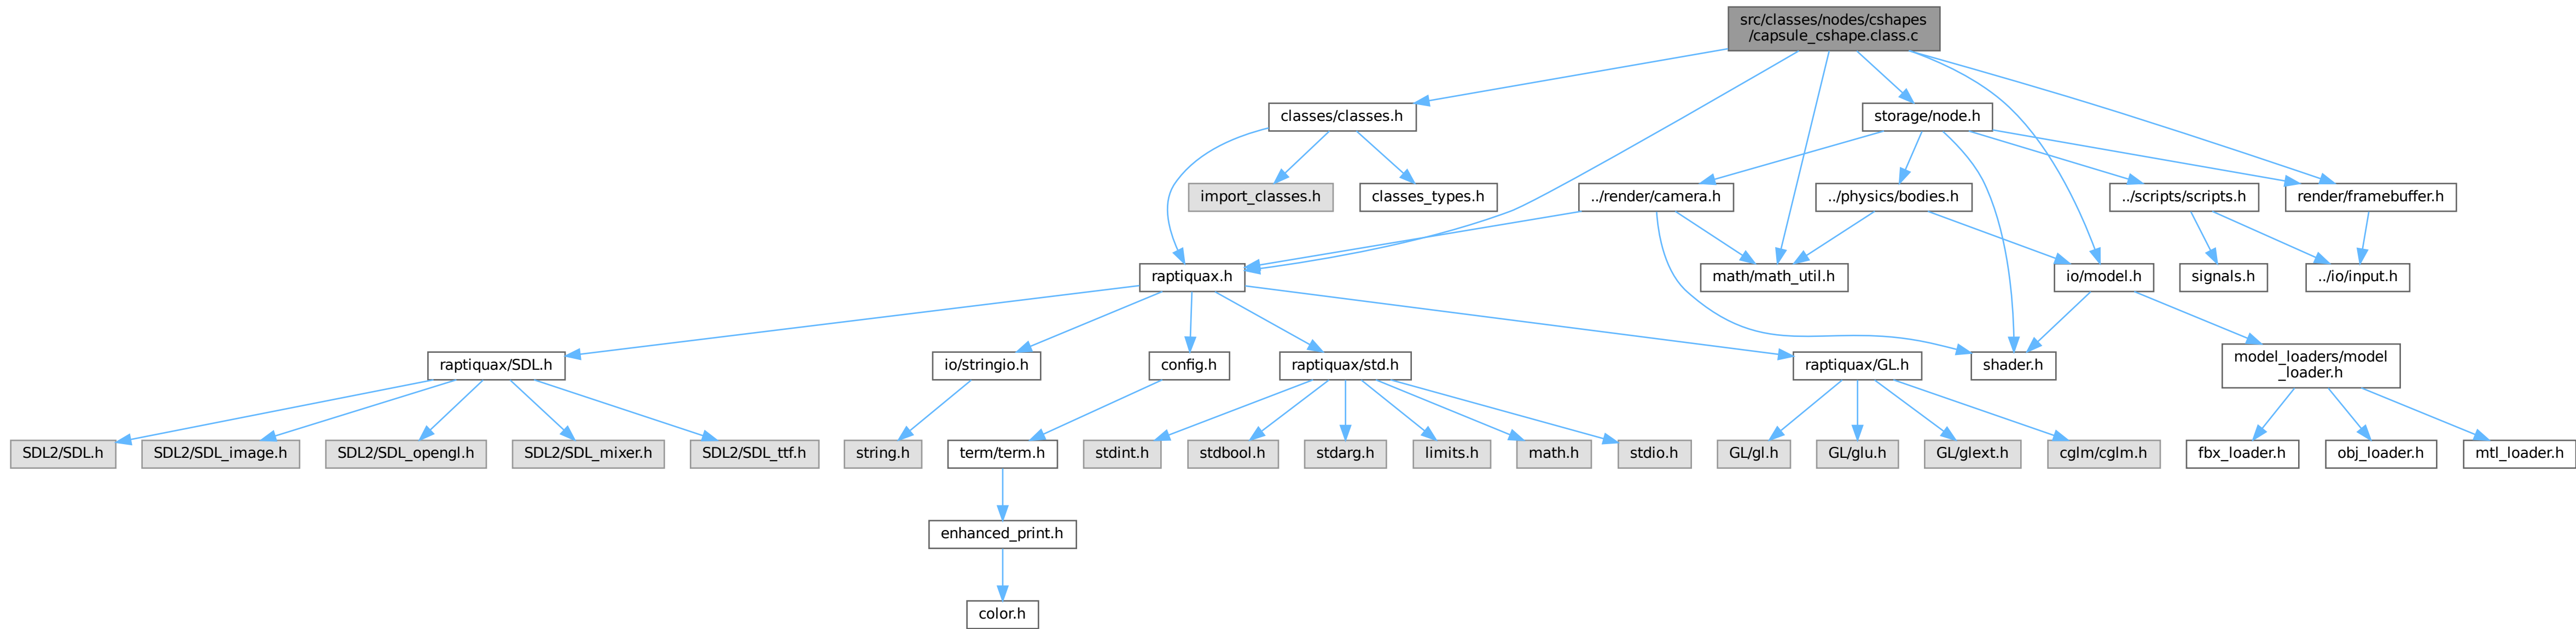 src/classes/nodes/cshapes
/capsule_cshape.class.c
classes/classes.h
storage/node.h
import_classes.h
classes_types.h
../render/camera.h
../physics/bodies.h
../scripts/scripts.h
render/framebuffer.h
raptiquax.h
math/math_util.h
io/model.h
signals.h
../io/input.h
raptiquax/SDL.h
io/stringio.h
config.h
raptiquax/std.h
raptiquax/GL.h
shader.h
model_loaders/model
_loader.h
SDL2/SDL.h
SDL2/SDL_image.h
SDL2/SDL_opengl.h
SDL2/SDL_mixer.h
SDL2/SDL_ttf.h
string.h
term/term.h
stdint.h
stdbool.h
stdarg.h
limits.h
math.h
stdio.h
GL/gl.h
GL/glu.h
GL/glext.h
cglm/cglm.h
fbx_loader.h
obj_loader.h
mtl_loader.h
enhanced_print.h
color.h